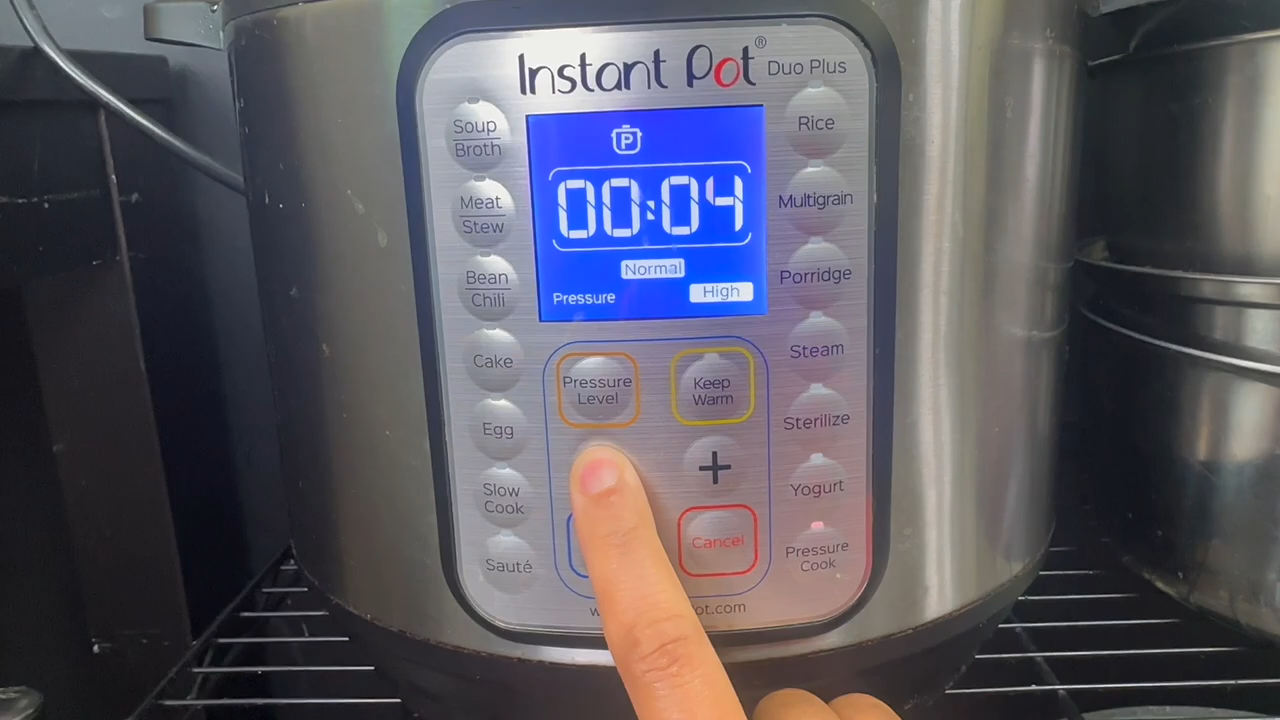 Instant Pot® Duo Plus
Soup
Broth
Meat
Stew
Bean
Chili
Cake
Egg
Slow
Cook
Sauté
P
00:04
Normal
Pressure High
Pressure
Level
Keep
Warm
+
Cancel
Rice
Multigrain
Porridge
Steam
Sterilize
Yogurt
Pressure
Cook